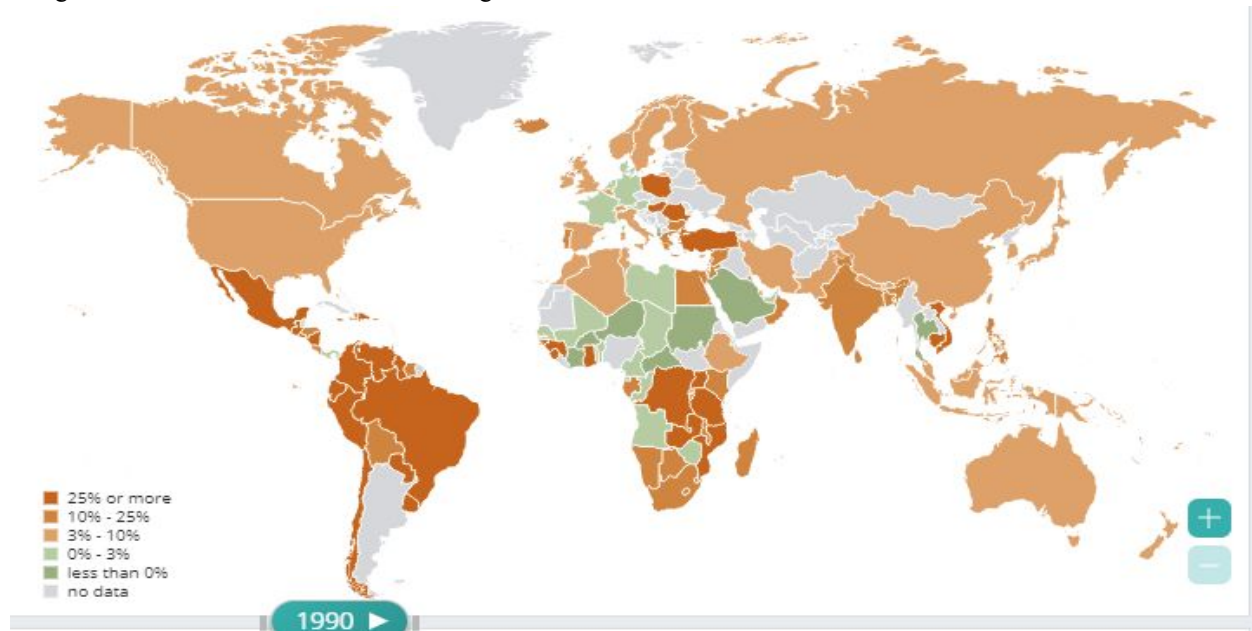 25% or more
10% - 25%
3% - 10%
0% - 3%
less than 0%
no data
1990